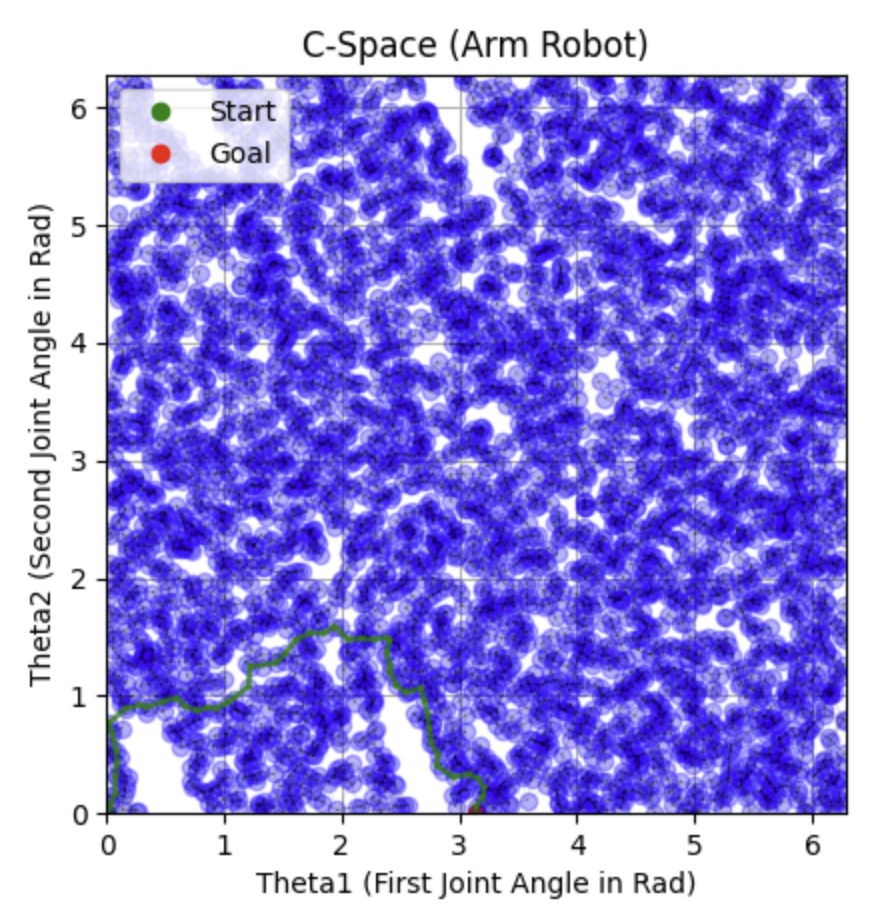 C-Space (Arm Robot)
Start
Goal
6
5
4
3
2
1
0
Theta2 (Second Joint Angle in Rad)
0 1 2 3 4 5 6
Theta1 (First Joint Angle in Rad)